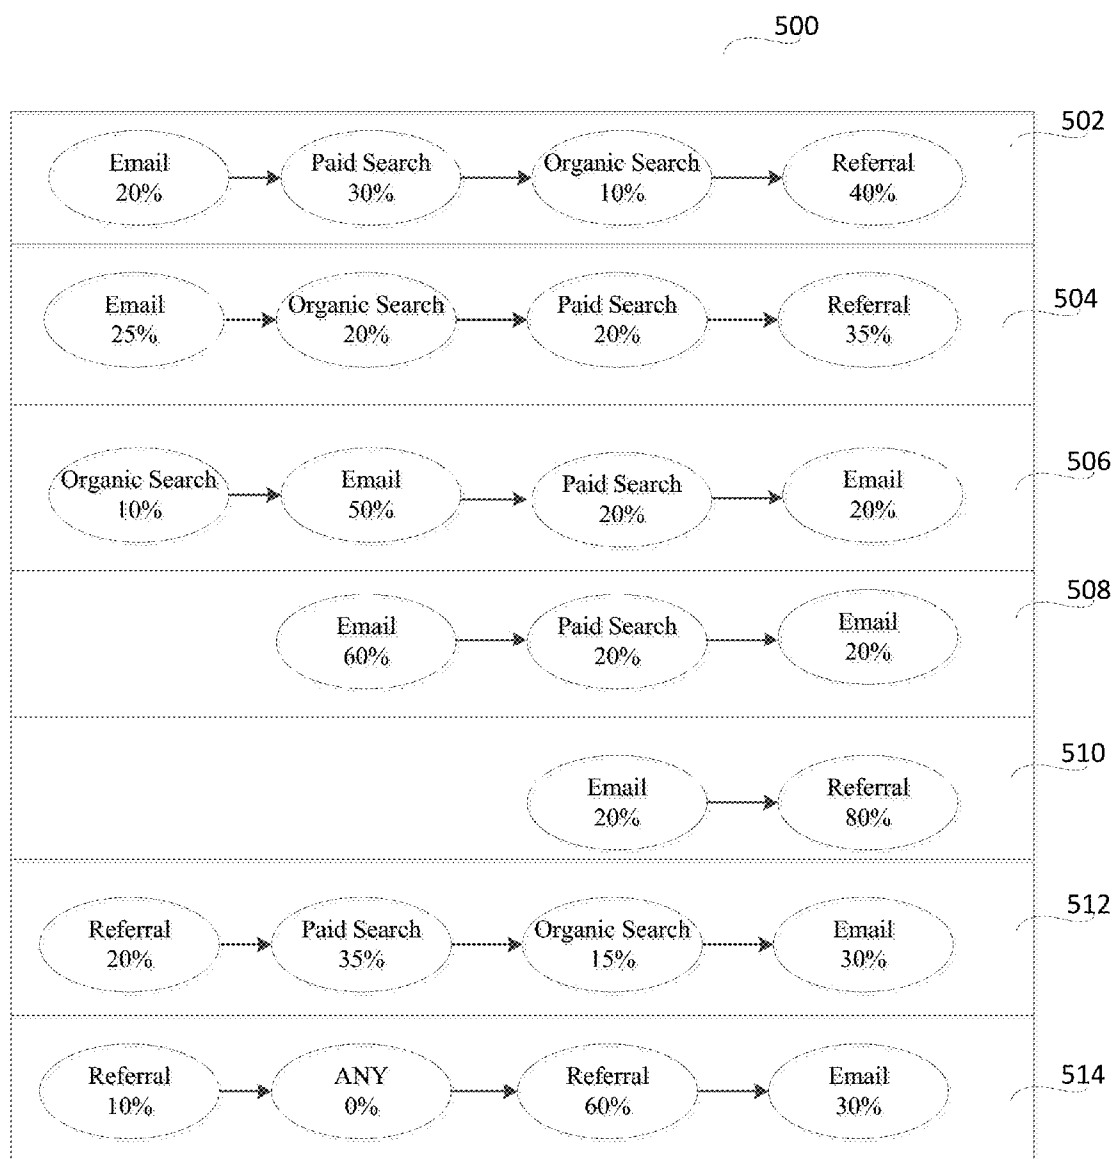 500
502
Email Paid Search Organic Search Referral
20% 30% 10% 40%
504
Email Organic Search Paid Search Referral
25% 20% 20% 35%
506
Organic Search Email Paid Search Email
10% 50% 20% 20%
508
Email Paid Search Email
60% 20% 20%
510
Email Referral
20% 80%
512
Referral Paid Search Organic Search Email
20% 35% 15% 30%
514
Referral ANY Referral Email
10% 0% 60% 30%